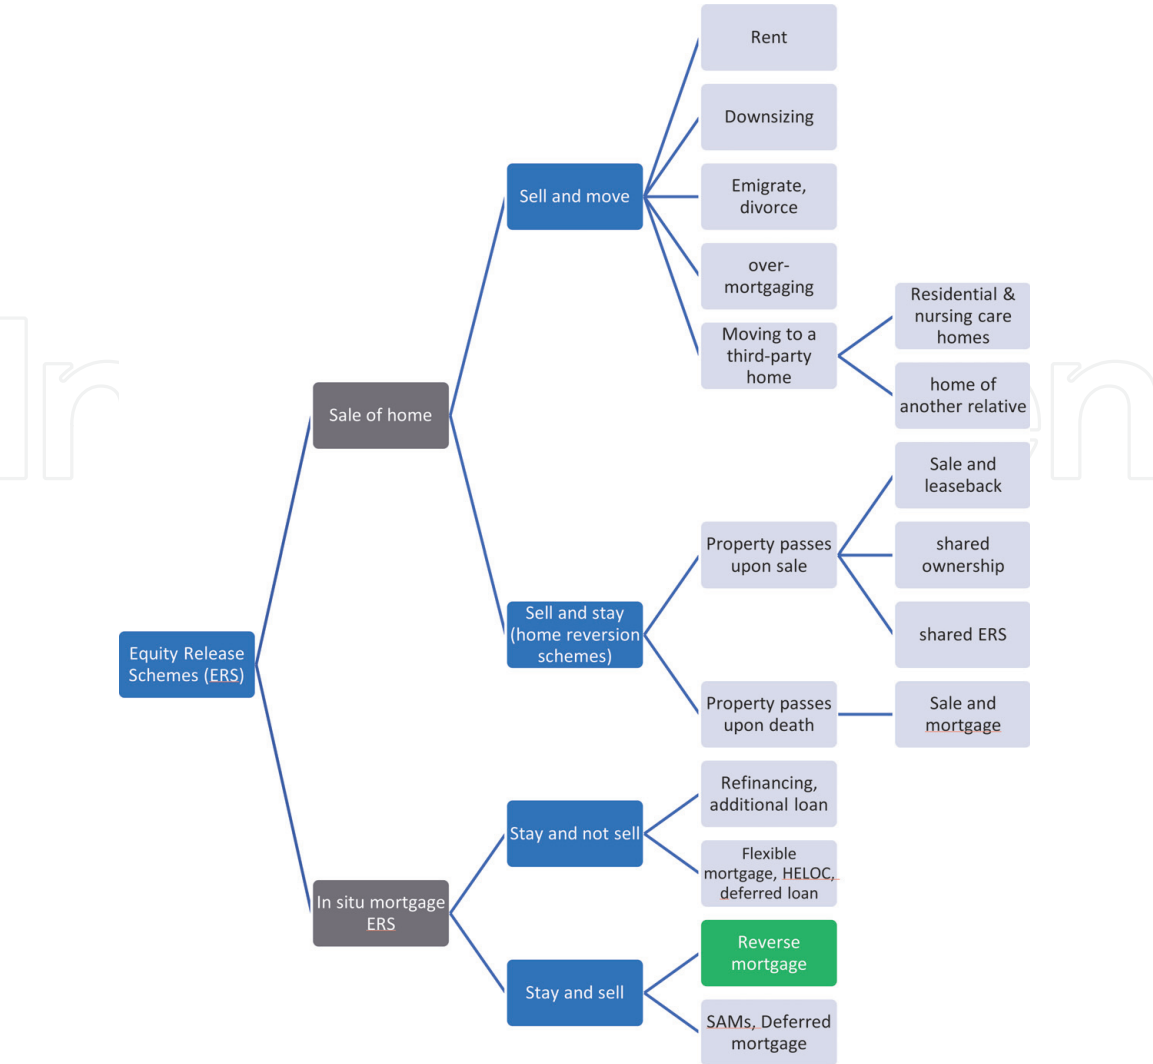 Rent
Downsizing
Sell and move
Emigrate,
divorce
over-
mortgaging
Residential &
nursing care
homes
Moving to a
third-party
home
home of
another relative
Sale of home
Sale and
leaseback
Property passes
upon sale
shared
ownership
Sell and stay
(home reversion
schemes)
shared ERS
Equity Release
Schemes (ERS)
Property passes
upon death
Sale and
mortgage
Refinancing,
additional loan
Stay and not sell
Flexible
mortgage, HELOC,
deferred loan
In situ mortgage
ERS
Reverse
mortgage
Stay and sell
SAMs, Deferred
mortgage